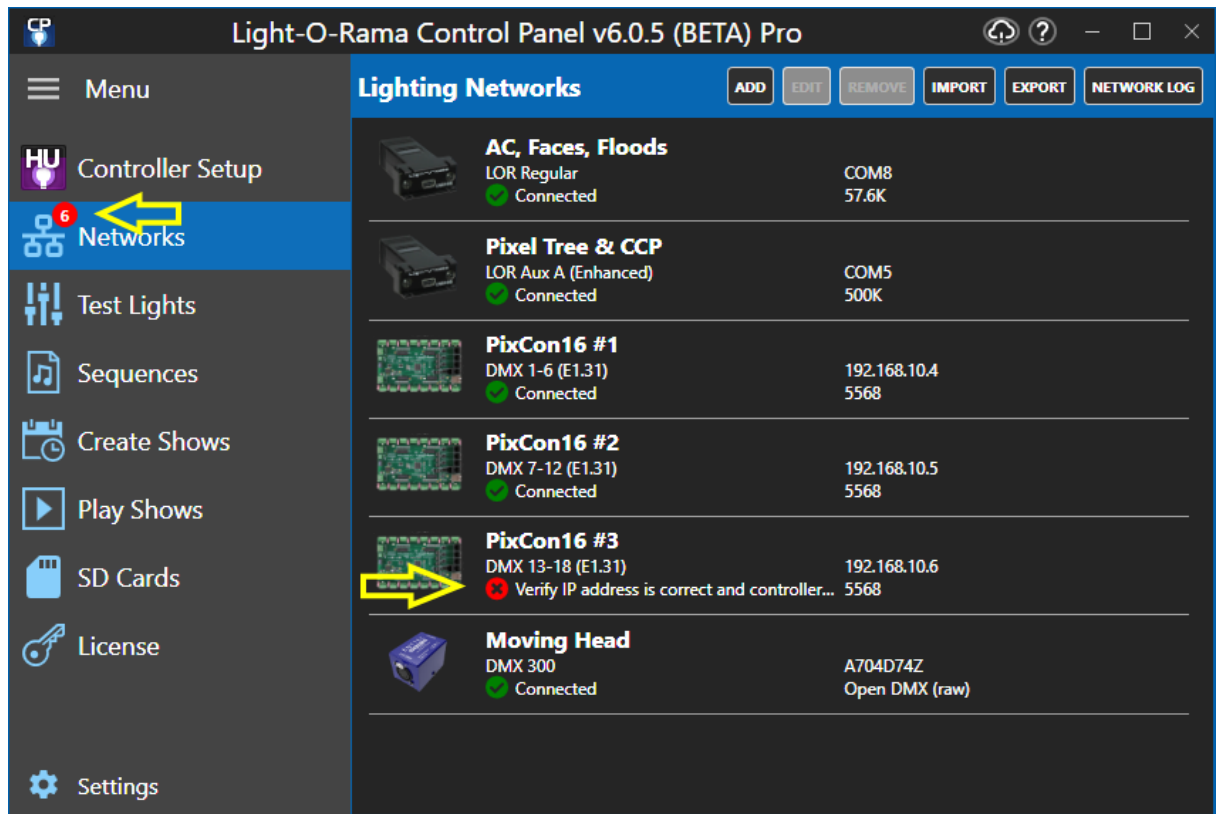 CP
Light-O-Rama Control Panel v6.0.5 (BETA) Pro
?
Menu
Lighting Networks
ADD
EDIT
REMOVE
IMPORT
EXPORT
NETWORK LOG
HU
Controller Setup
6
Networks
Test Lights
Sequences
Create Shows
Play Shows
SD Cards
License
Settings
AC, Faces, Floods
LOR Regular COM8
Connected 57.6K
Pixel Tree & CCP
LOR Aux A (Enhanced) COM5
Connected 500K
PixCon16 #1
DMX 1-6 (E1.31) 192.168.10.4
Connected 5568
PixCon16 #2
DMX 7-12 (E1.31) 192.168.10.5
Connected 5568
PixCon16 #3
DMX 13-18 (E1.31) 192.168.10.6
Verify IP address is correct and controller... 5568
Moving Head
DMX 300 A704D74Z
Connected Open DMX (raw)